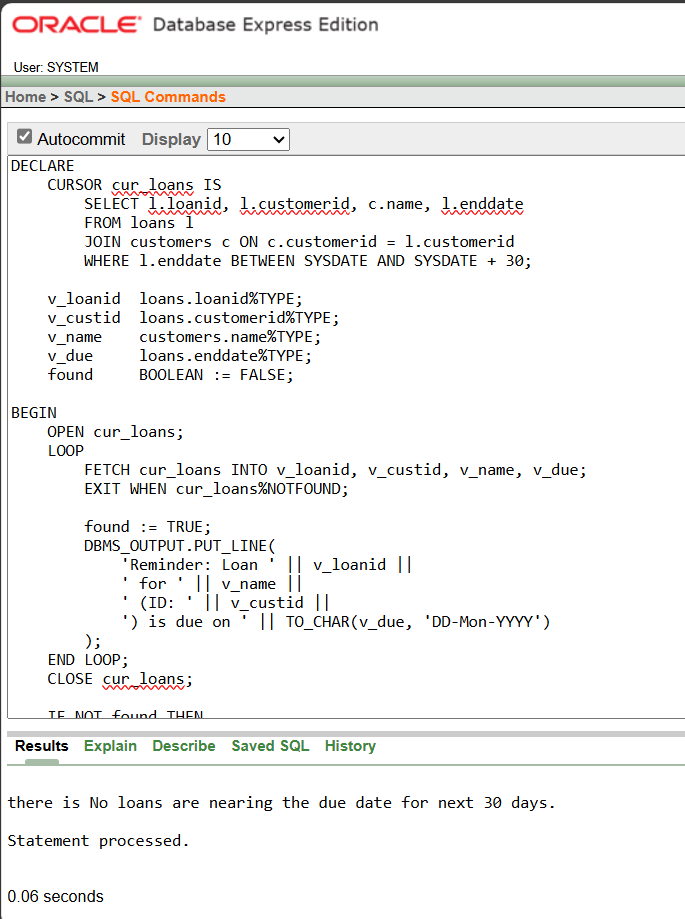 ORACLE® Database Express Edition
User: SYSTEM
Home > SQL > SQL Commands
Autocommit Display 10
DECLARE
    CURSOR cur_loans IS
        SELECT l.loanid, l.customerid, c.name, l.enddate
        FROM loans l
        JOIN customers c ON c.customerid = l.customerid
        WHERE l.enddate BETWEEN SYSDATE AND SYSDATE + 30;
    v_loanid  loans.loanid%TYPE;
    v_custid  loans.customerid%TYPE;
    v_name    customers.name%TYPE;
    v_due     loans.enddate%TYPE;
    found     BOOLEAN := FALSE;
BEGIN
    OPEN cur_loans;
    LOOP
        FETCH cur_loans INTO v_loanid, v_custid, v_name, v_due;
        EXIT WHEN cur_loans%NOTFOUND;
        found := TRUE;
        DBMS_OUTPUT.PUT_LINE(
            'Reminder: Loan ' || v_loanid ||
            ' for ' || v_name ||
            ' (ID: ' || v_custid ||
            ') is due on ' || TO_CHAR(v_due, 'DD-Mon-YYYY')
        );
    END LOOP;
    CLOSE cur_loans;
    IF NOT found THEN
Results Explain Describe Saved SQL History
there is No loans are nearing the due date for next 30 days.
Statement processed.
0.06 seconds